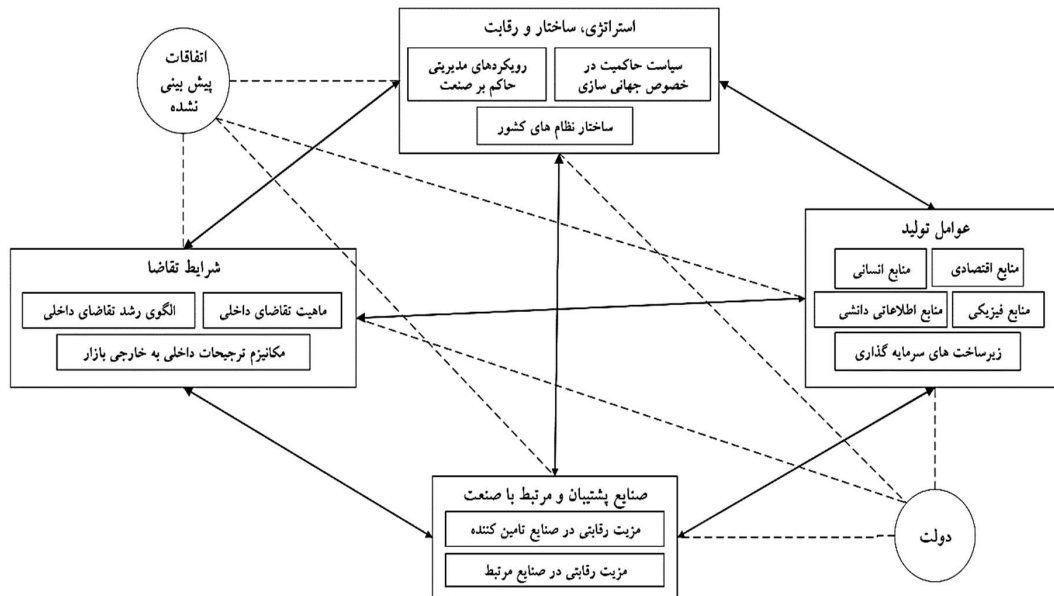 استراتژی، ساختار و رقابت
سیاست حاکمیت در
خصوص جهانی سازی
رویکردهای مدیریتی
حاکم بر صنعت
ساختار نظام های کشور
اتفاقات
پیش بینی
نشده
عوامل تولید
منابع اقتصادی
منابع انسانی
منابع فیزیکی
منابع اطلاعاتی دانشی
زیرساخت های سرمایه گذاری
شرایط تقاضا
ماهیت تقاضای داخلی
الگوی رشد تقاضای داخلی
مکانیزم ترجیحات داخلی به خارجی بازار
صنایع پشتیبان و مرتبط با صنعت
مزیت رقابتی در صنایع تامین کننده
مزیت رقابتی در صنایع مرتبط
دولت